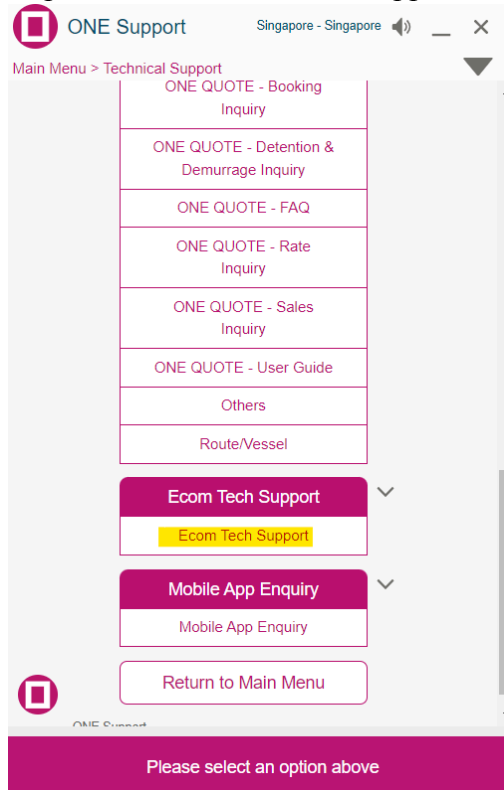 ONE Support
Singapore - Singapore
Main Menu > Technical Support
ONE QUOTE - Booking
Inquiry
ONE QUOTE - Detention &
Demurrage Inquiry
ONE QUOTE - FAQ
ONE QUOTE - Rate
Inquiry
ONE QUOTE - Sales
Inquiry
ONE QUOTE - User Guide
Others
Route/Vessel
Ecom Tech Support
Ecom Tech Support
Mobile App Enquiry
Mobile App Enquiry
Return to Main Menu
ONE Support
Please select an option above